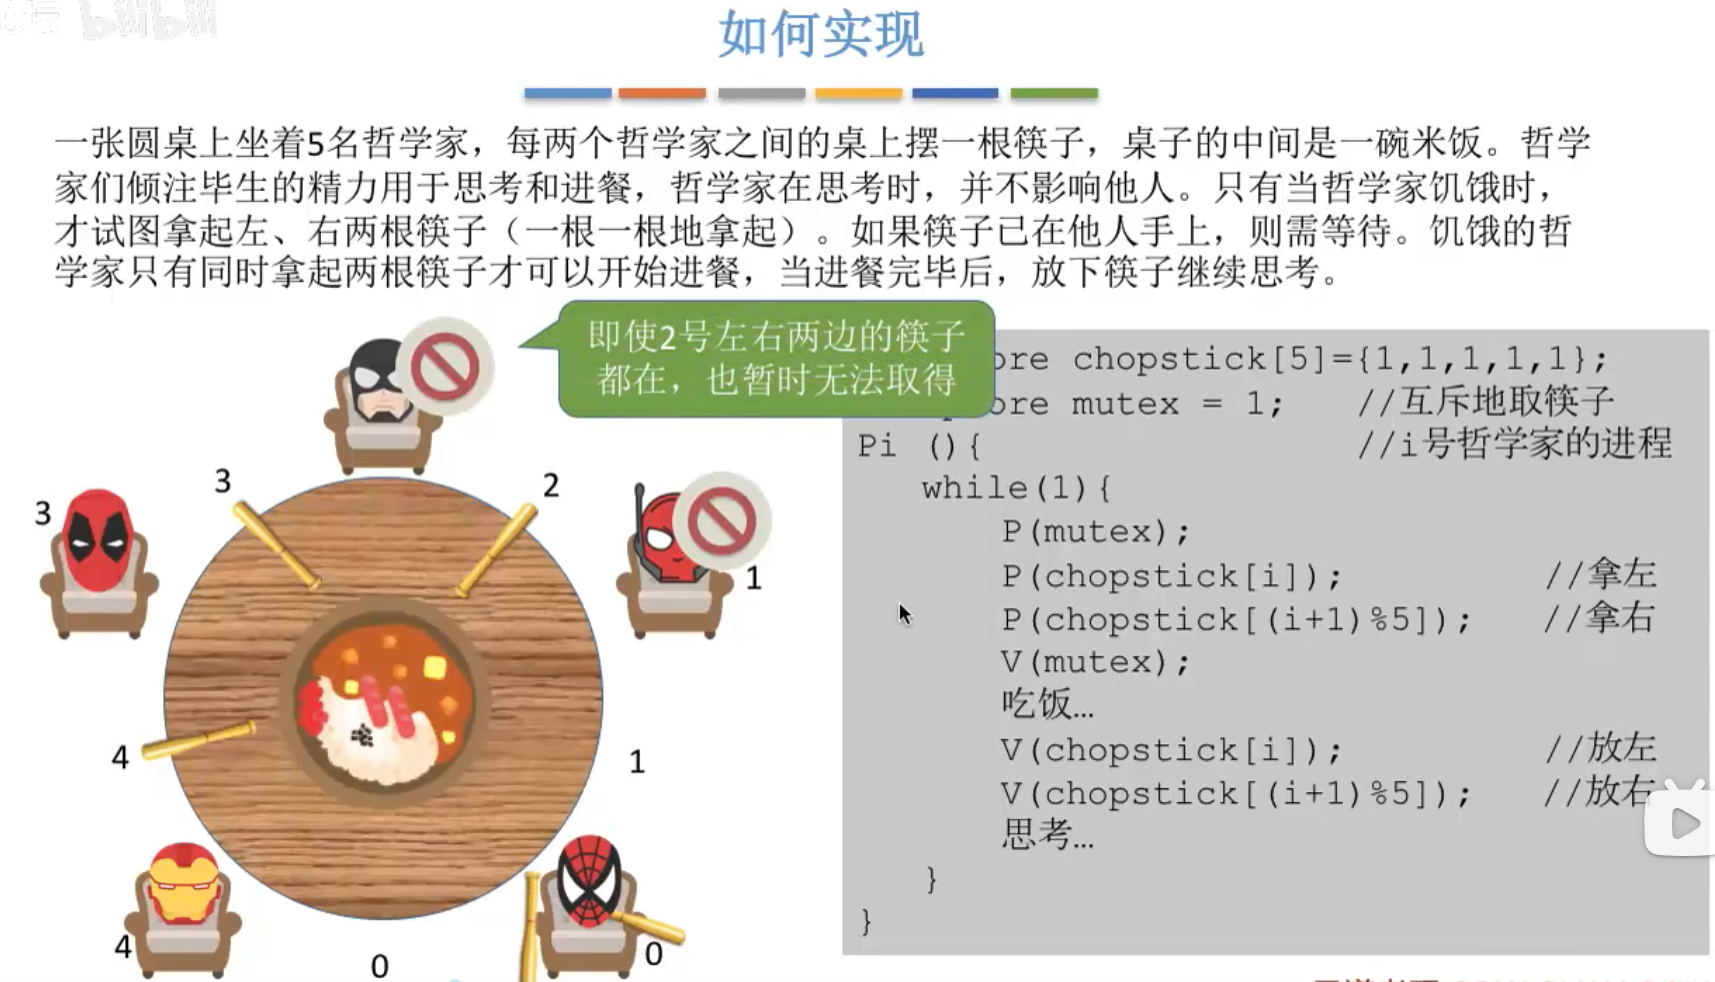 bilibili
如何实现
一张圆桌上坐着5名哲学家，每两个哲学家之间的桌上摆一根筷子，桌子的中间是一碗米饭。哲学
家们倾注毕生的精力用于思考和进餐，哲学家在思考时，并不影响他人。只有当哲学家饥饿时，
才试图拿起左、右两根筷子（一根一根地拿起）。如果筷子已在他人手上，则需等待。饥饿的哲
学家只有同时拿起两根筷子才可以开始进餐，当进餐完毕后，放下筷子继续思考。
即使2号左右两边的筷子
都在，也暂时无法取得
3
2
3
1
4
1
4
0
0
ore chopstick[5]={1,1,1,1,1};
ore mutex = 1; //互斥地取筷子
Pi (){ //i号哲学家的进程
while(1){
P(mutex);
P(chopstick[i]); //拿左
P(chopstick[(i+1)%5]); //拿右
V(mutex);
吃饭…
V(chopstick[i]); //放左
V(chopstick[(i+1)%5]); //放右
思考…
}
}